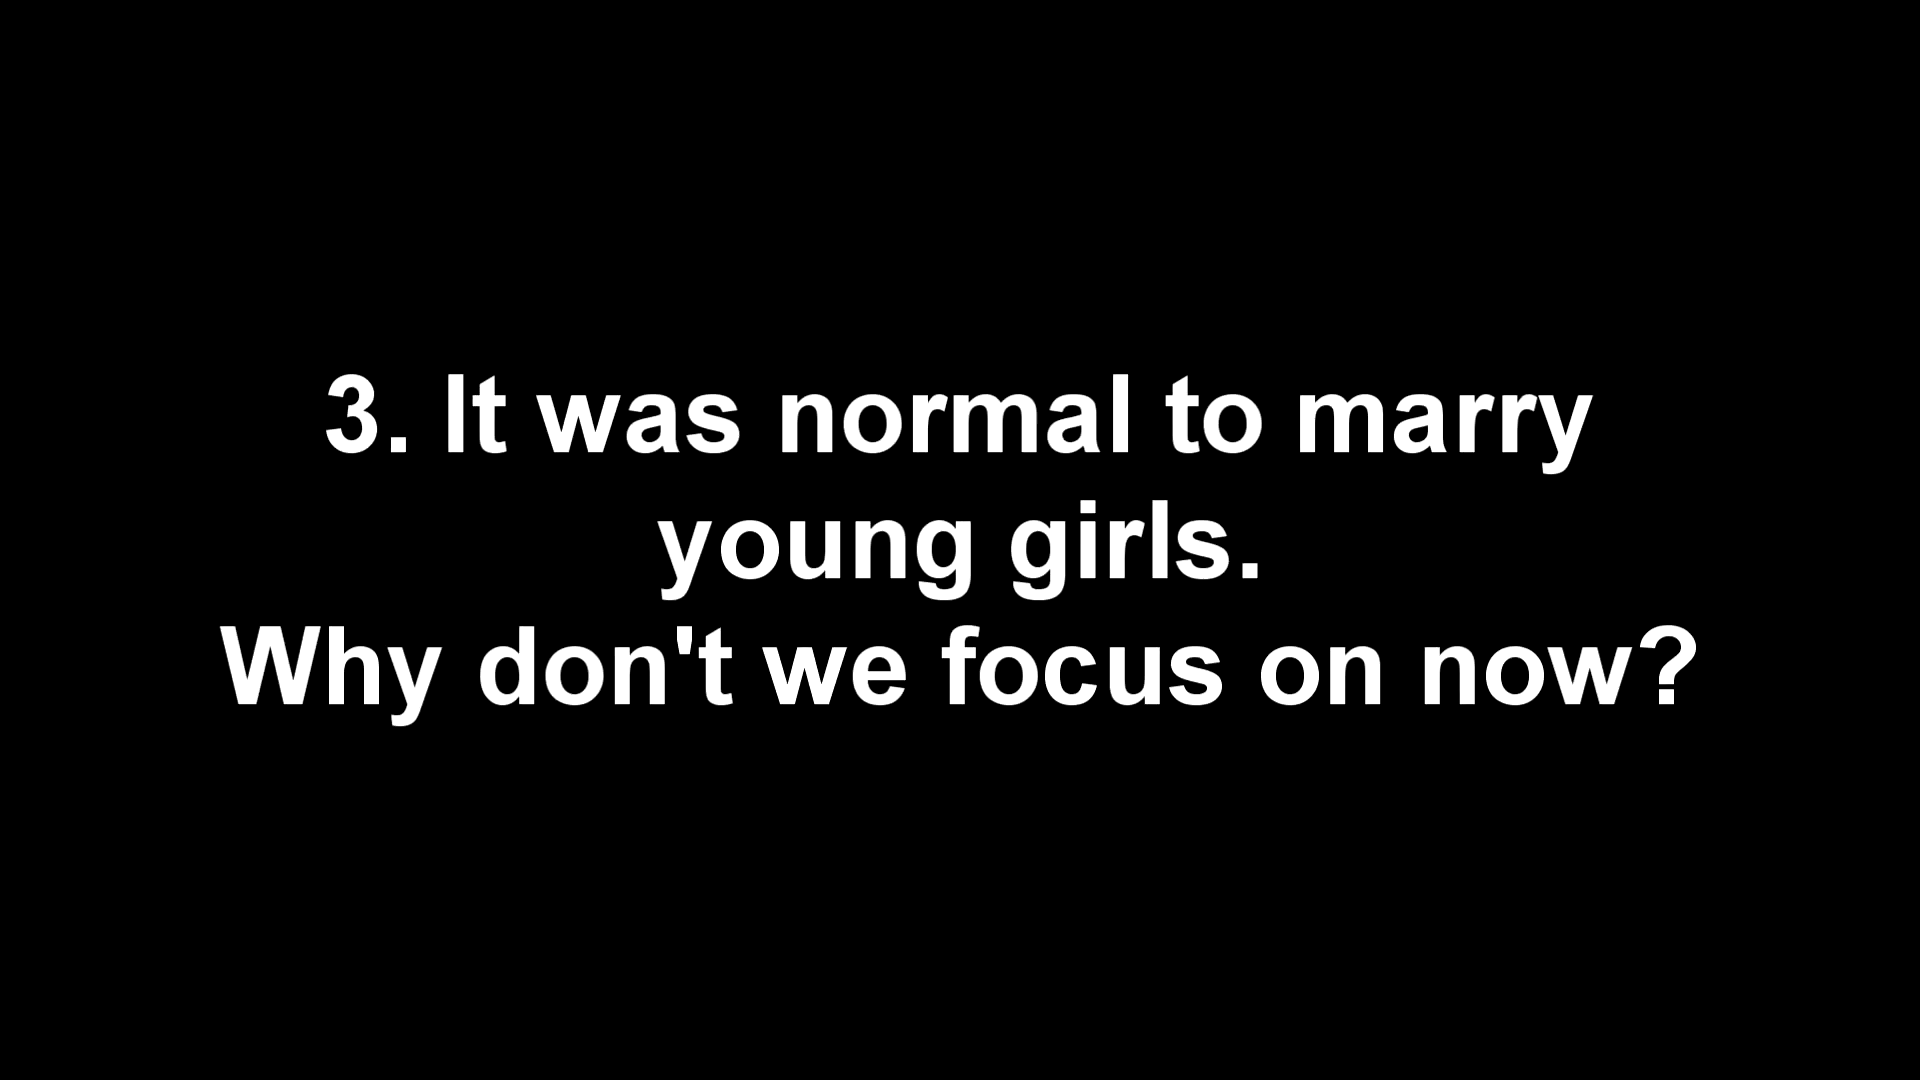 3. It was normal to marry
young girls.
Why don't we focus on now?